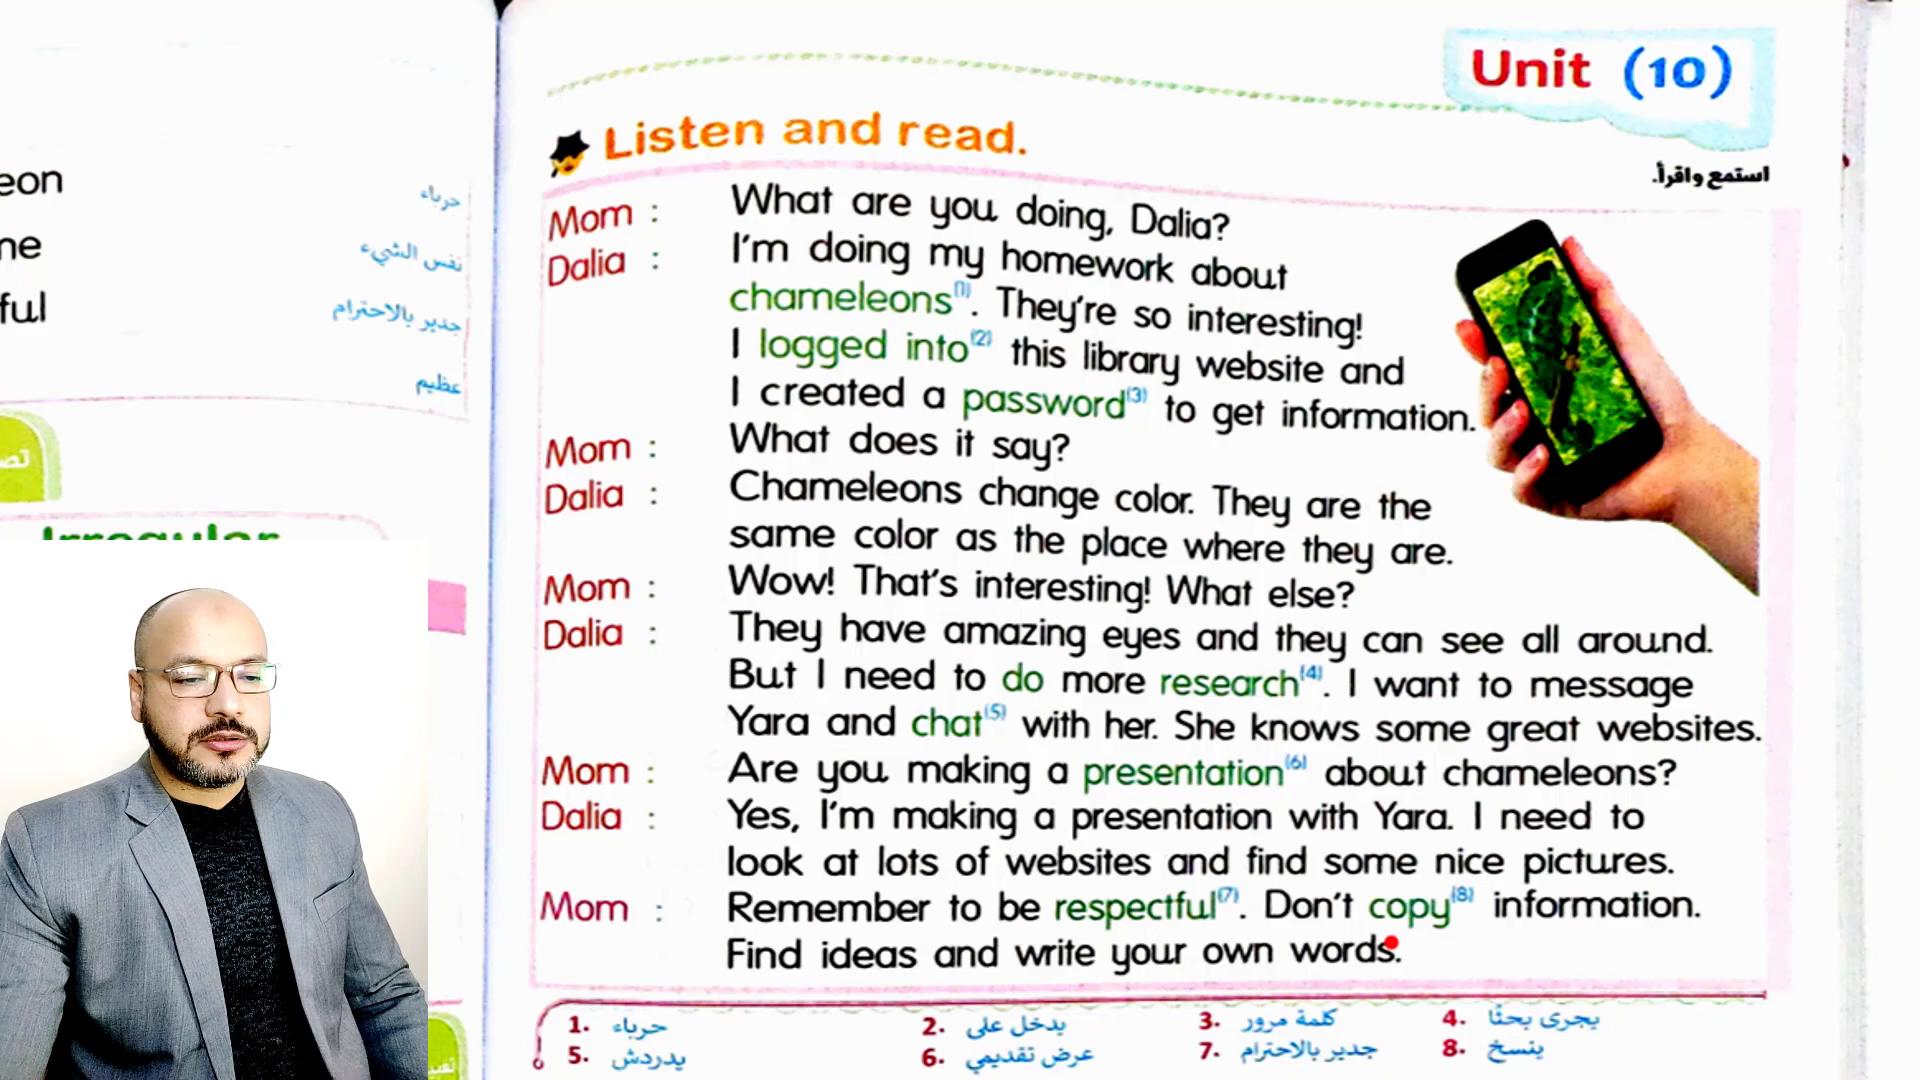 Unit (10)
Listen and read.
استمع واقرأ.
eon
حرباء
me
نفس الشيء
ful
جدير بالاحترام
عظيم
Irregular
Mom : What are you doing, Dalia?
Dalia : I'm doing my homework about
chameleons(1). They're so interesting!
I logged into(2) this library website and
I created a password(3) to get information.
Mom : What does it say?
Dalia : Chameleons change color. They are the
same color as the place where they are.
Mom : Wow! That's interesting! What else?
Dalia : They have amazing eyes and they can see all around.
But I need to do more research(4). I want to message
Yara and chat(5) with her. She knows some great websites.
Mom : Are you making a presentation(6) about chameleons?
Dalia : Yes, I'm making a presentation with Yara. I need to
look at lots of websites and find some nice pictures.
Mom : Remember to be respectful(7). Don't copy(8) information.
Find ideas and write your own words.
1. حرباء 2. يدخل على 3. كلمة مرور 4. يجرى بحثًا
5. يدردش 6. عرض تقديمي 7. جدير بالاحترام 8. ينسخ